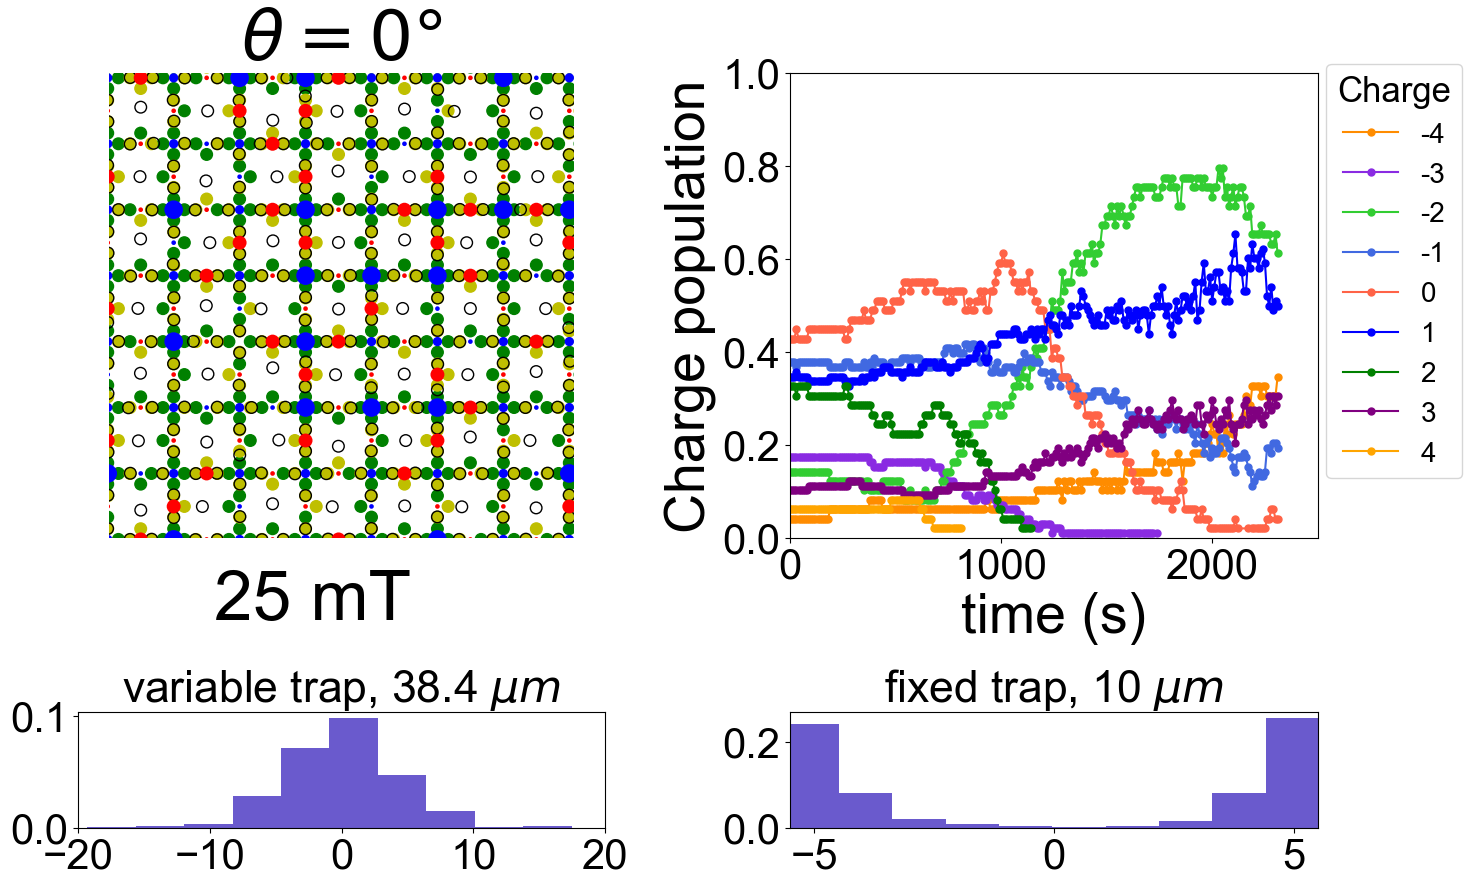 θ = 0°
25 mT
1.0
0.8
0.6
0.4
0.2
0.0
Charge population
0 1000 2000
time (s)
Charge
-4
-3
-2
-1
0
1
2
3
4
variable trap, 38.4 μm
0.1
0.0
−20 −10 0 10 20
fixed trap, 10 μm
0.2
0.0
−5 0 5